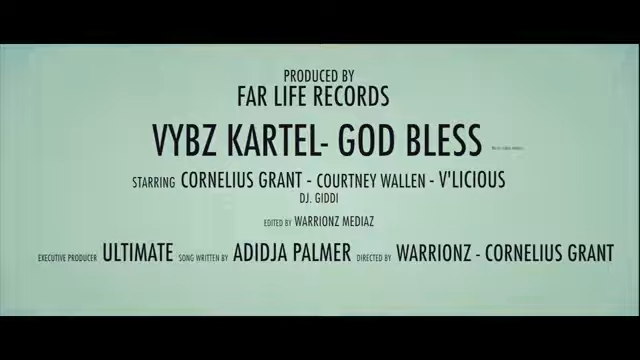 PRODUCED BY
FAR LIFE RECORDS
VYBZ KARTEL- GOD BLESS
STARRING CORNELIUS GRANT - COURTNEY WALLEN - V'LICIOUS
DJ. GIDDI
EDITED BY WARRIONZ MEDIAZ
EXECUTIVE PRODUCER ULTIMATE SONG WRITTEN BY ADIDJA PALMER DIRECTED BY WARRIONZ - CORNELIUS GRANT